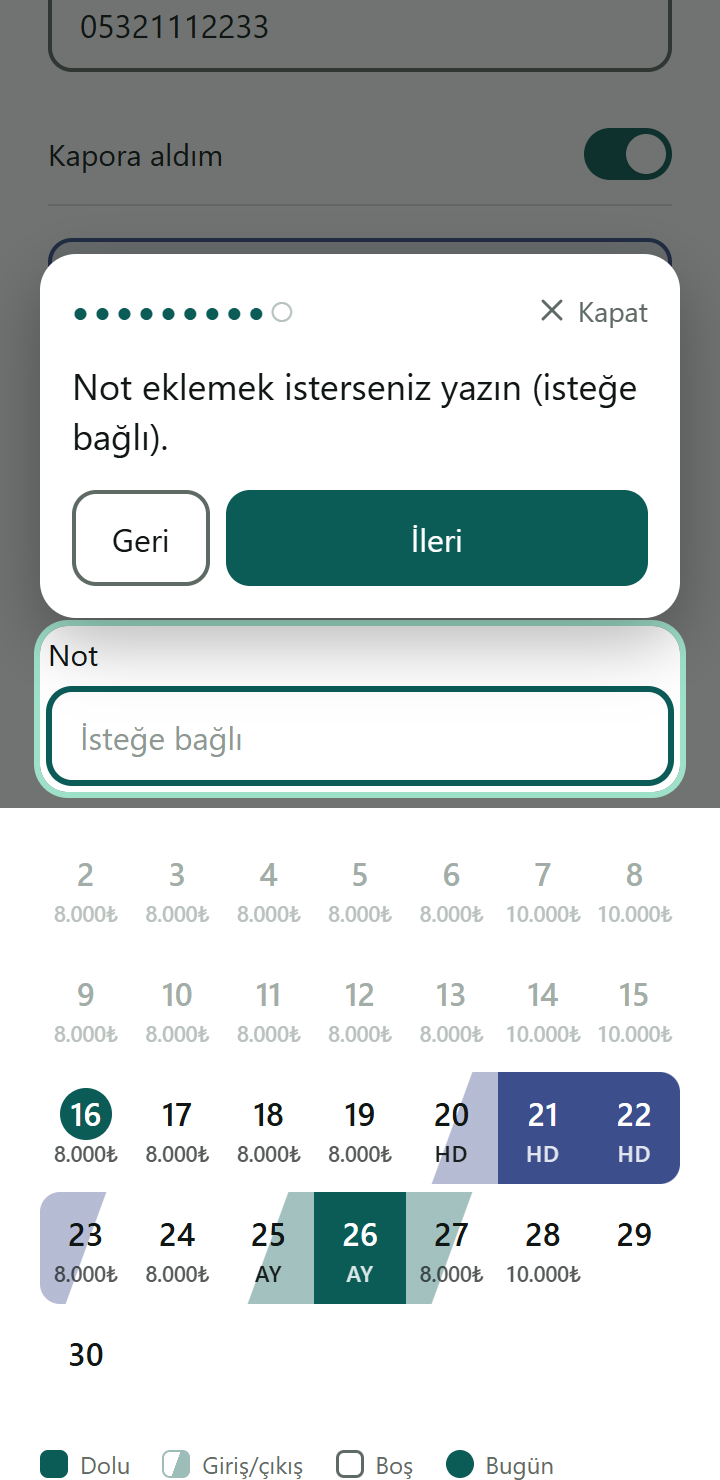 05321112233
Kapora aldım
Kapat
Not eklemek isterseniz yazın (isteğe
bağlı).
Geri İleri
Not
İsteğe bağlı
2 3 4 5 6 7 8
8.000₺ 8.000₺ 8.000₺ 8.000₺ 8.000₺ 10.000₺ 10.000₺
9 10 11 12 13 14 15
8.000₺ 8.000₺ 8.000₺ 8.000₺ 8.000₺ 10.000₺ 10.000₺
16 17 18 19 20 21 22
8.000₺ 8.000₺ 8.000₺ 8.000₺ HD HD HD
23 24 25 26 27 28 29
8.000₺ 8.000₺ AY AY 8.000₺ 10.000₺
30
Dolu Giriş/çıkış Boş Bugün